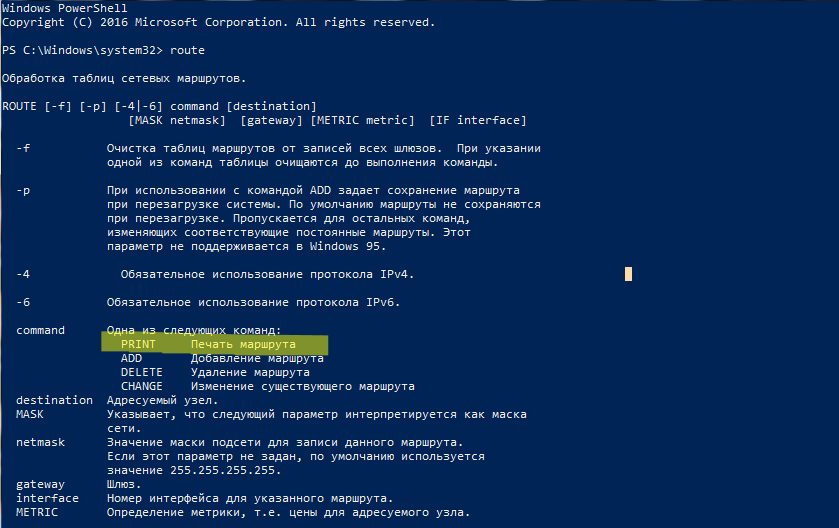 Windows PowerShell
Copyright (C) 2016 Microsoft Corporation. All rights reserved.
PS C:\Windows\system32> route
Обработка таблиц сетевых маршрутов.
ROUTE [-f] [-p] [-4|-6] command [destination]
[MASK netmask]  [gateway] [METRIC metric]  [IF interface]
-f           Очистка таблиц маршрутов от записей всех шлюзов.  При указании
одной из команд таблицы очищаются до выполнения команды.
-p           При использовании с командой ADD задает сохранение маршрута
при перезагрузке системы. По умолчанию маршруты не сохраняются
при перезагрузке. Пропускается для остальных команд,
изменяющих соответствующие постоянные маршруты. Этот
параметр не поддерживается в Windows 95.
-4             Обязательное использование протокола IPv4.
-6           Обязательное использование протокола IPv6.
command      Одна из следующих команд:
PRINT     Печать маршрута
ADD       Добавление маршрута
DELETE    Удаление маршрута
CHANGE    Изменение существующего маршрута
destination  Адресуемый узел.
MASK         Указывает, что следующий параметр интерпретируется как маска
сети.
netmask      Значение маски подсети для записи данного маршрута.
Если этот параметр не задан, по умолчанию используется
значение 255.255.255.255.
gateway      Шлюз.
interface    Номер интерфейса для указанного маршрута.
METRIC       Определение метрики, т.е. цены для адресуемого узла.